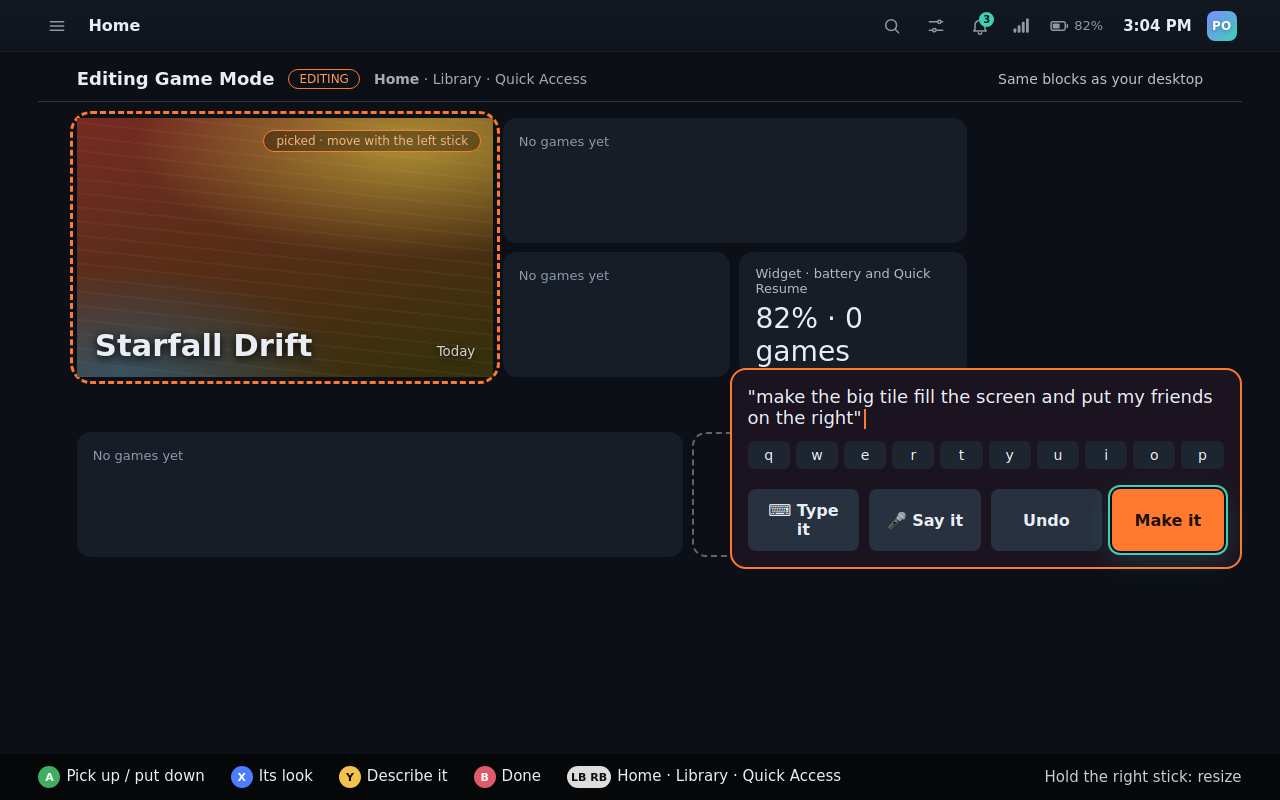 Home
3
82%
3:04 PM
PO
Editing Game Mode
EDITING
Home · Library · Quick Access
Same blocks as your desktop
picked · move with the left stick
Starfall Drift
Today
No games yet
No games yet
Widget · battery and Quick
Resume
82% · 0
games
No games yet
"make the big tile fill the screen and put my friends
on the right"
q w e r t y u i o p
⌨ Type
it
🎤 Say it
Undo
Make it
A Pick up / put down
X Its look
Y Describe it
B Done
LB RB Home · Library · Quick Access
Hold the right stick: resize